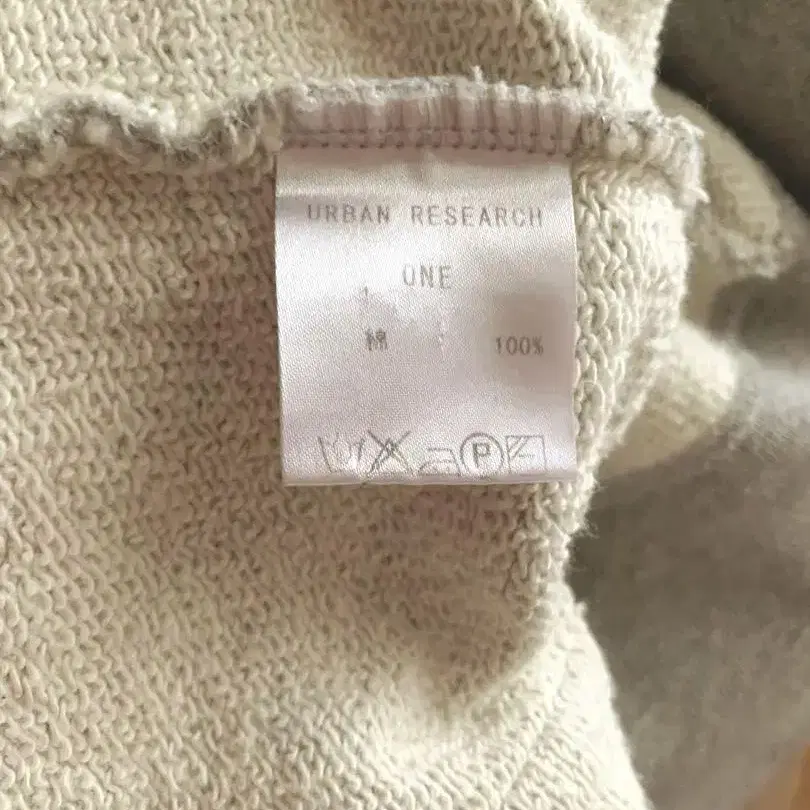 URBAN RESEARCH
ONE
綿 100%
P